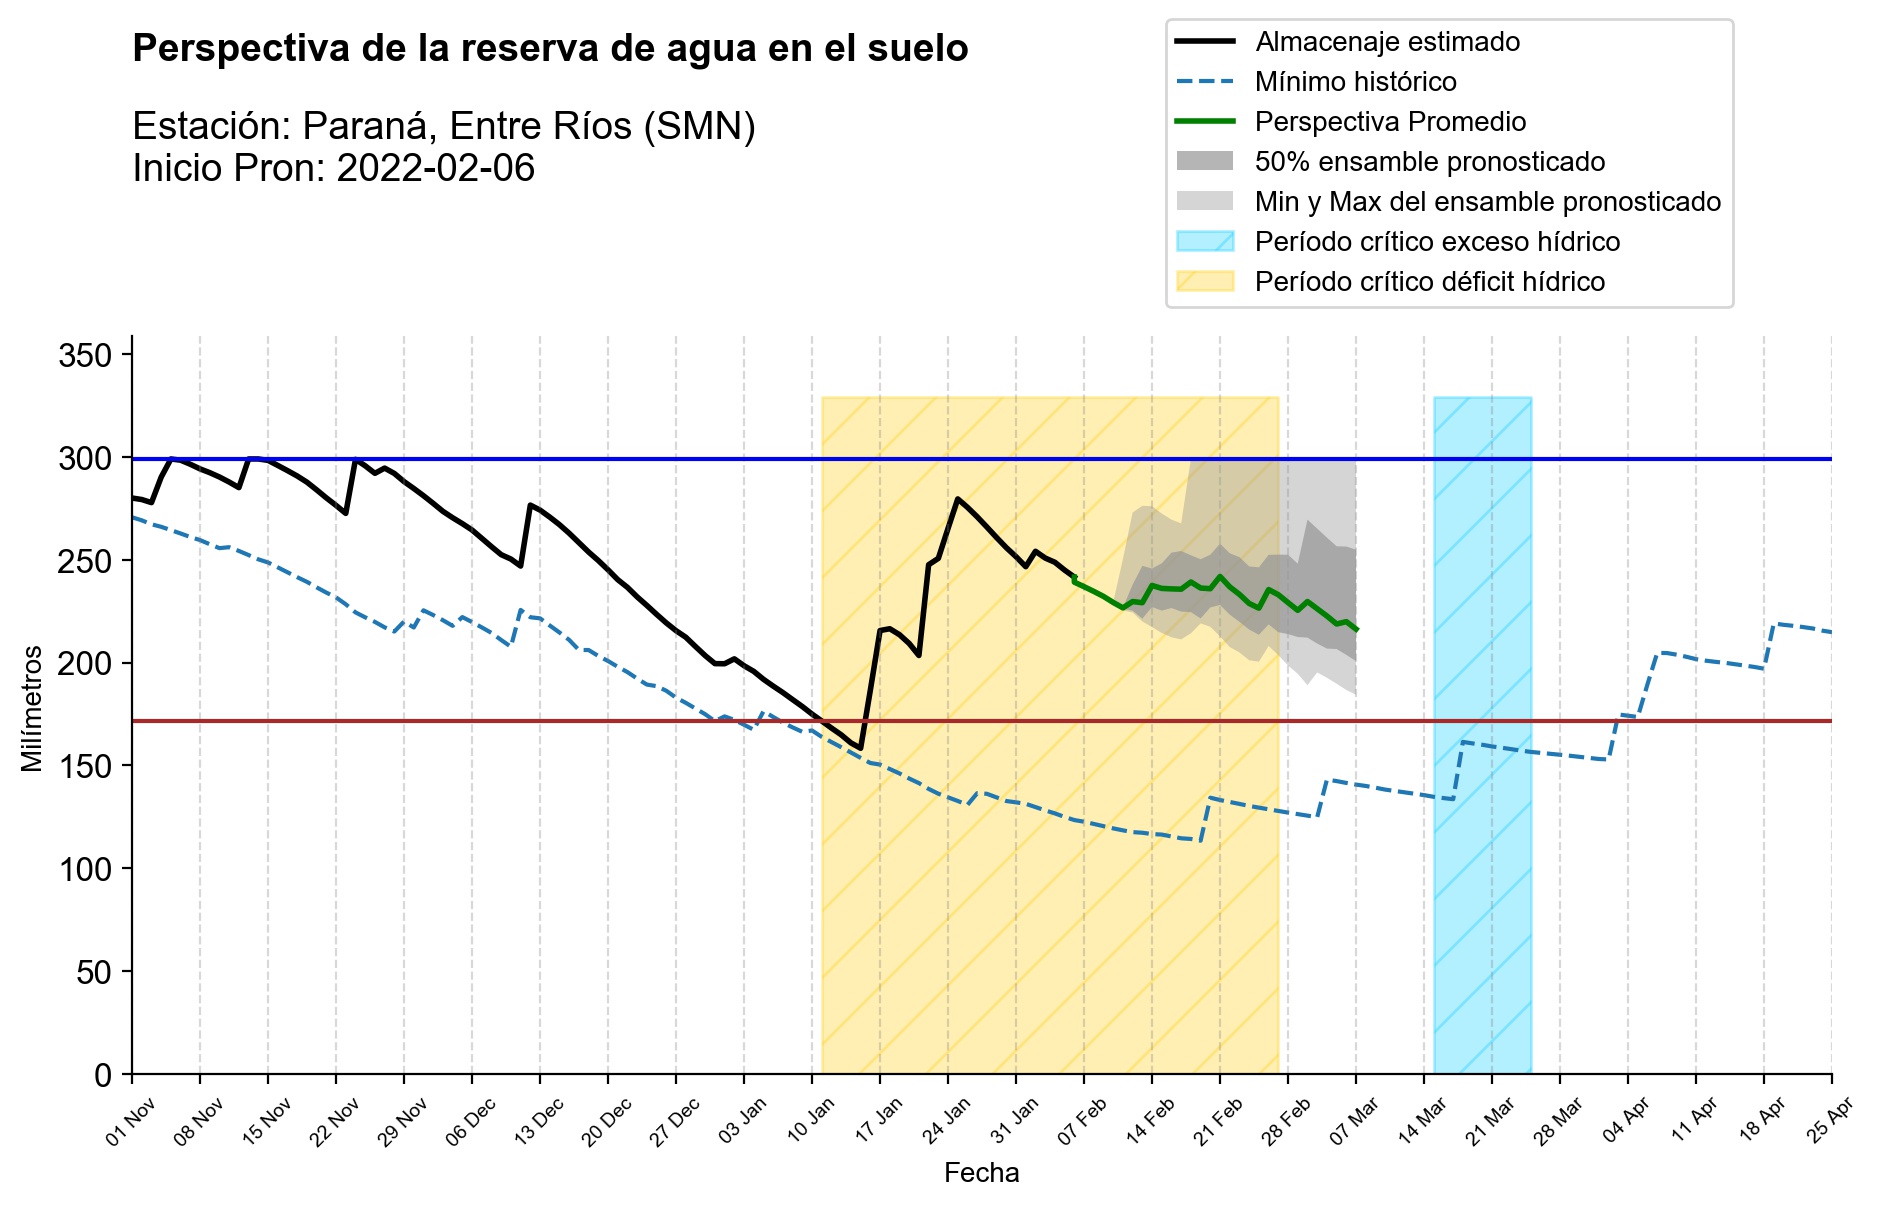 Perspectiva de la reserva de agua en el suelo
Estación: Paraná, Entre Ríos (SMN)
Inicio Pron: 2022-02-06
Almacenaje estimado
Mínimo histórico
Perspectiva Promedio
50% ensamble pronosticado
Min y Max del ensamble pronosticado
Período crítico exceso hídrico
Período crítico déficit hídrico
Milímetros
350
300
250
200
150
100
50
0
01 Nov
08 Nov
15 Nov
22 Nov
29 Nov
06 Dec
13 Dec
20 Dec
27 Dec
03 Jan
10 Jan
17 Jan
24 Jan
31 Jan
07 Feb
14 Feb
21 Feb
28 Feb
07 Mar
14 Mar
21 Mar
28 Mar
04 Apr
11 Apr
18 Apr
25 Apr
Fecha